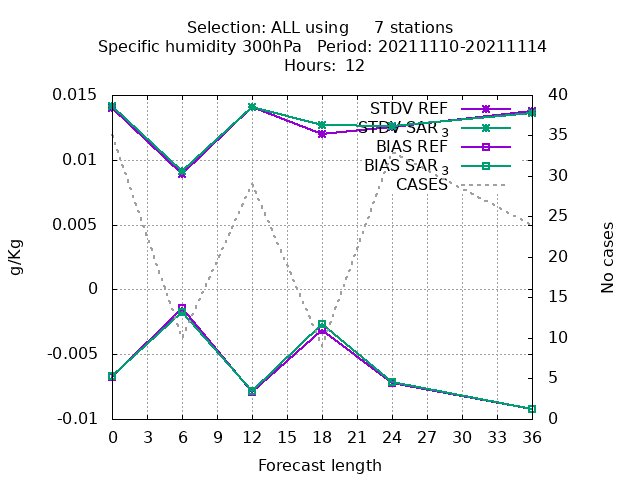 Selection: ALL using     7 stations
Specific humidity 300hPa   Period: 20211110-20211114
Hours: 12
0.015
0.01
0.005
0
-0.005
-0.01
40
35
30
25
20
15
10
5
0
STDV REF
STDV SAR 3
BIAS REF
BIAS SAR 3
CASES
g/Kg
No cases
0 3 6 9 12 15 18 21 24 27 30 33 36
Forecast length